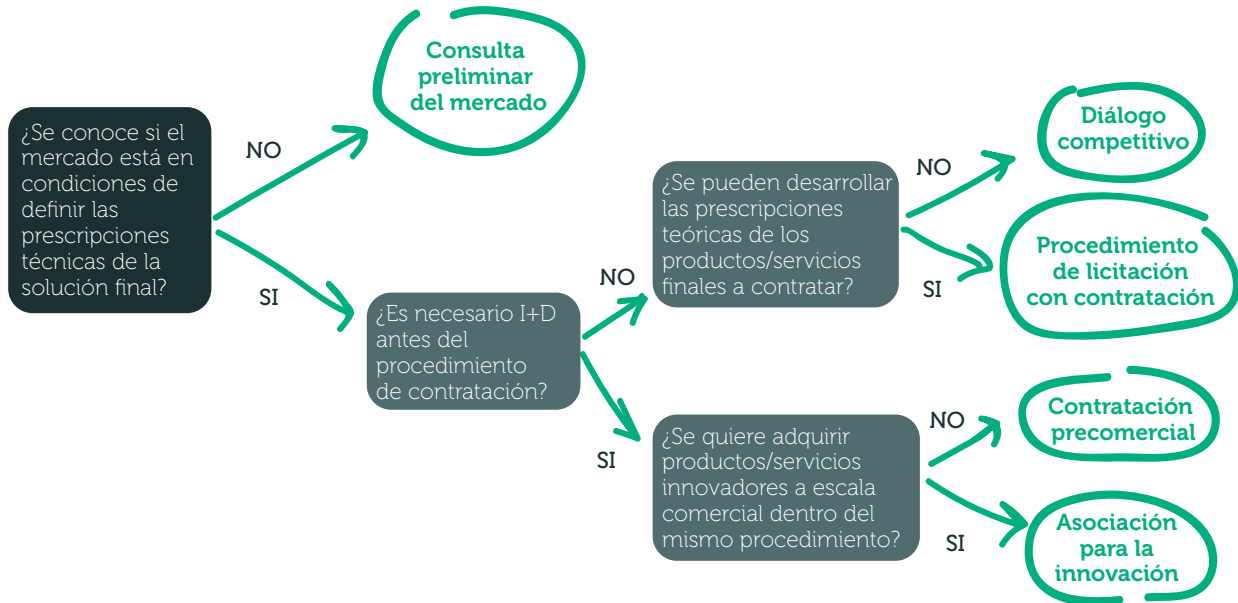 Consulta
preliminar
del mercado
¿Se conoce si el
mercado está en
condiciones de
definir las
prescripciones
técnicas de la
solución final?
NO
SI
¿Es necesario I+D
antes del
procedimiento
de contratación?
NO
SI
¿Se pueden desarrollar
las prescripciones
teóricas de los
productos/servicios
finales a contratar?
NO
SI
Diálogo
competitivo
Procedimiento
de licitación
con contratación
¿Se quiere adquirir
productos/servicios
innovadores a escala
comercial dentro del
mismo procedimiento?
NO
SI
Contratación
precomercial
Asociación
para la
innovación